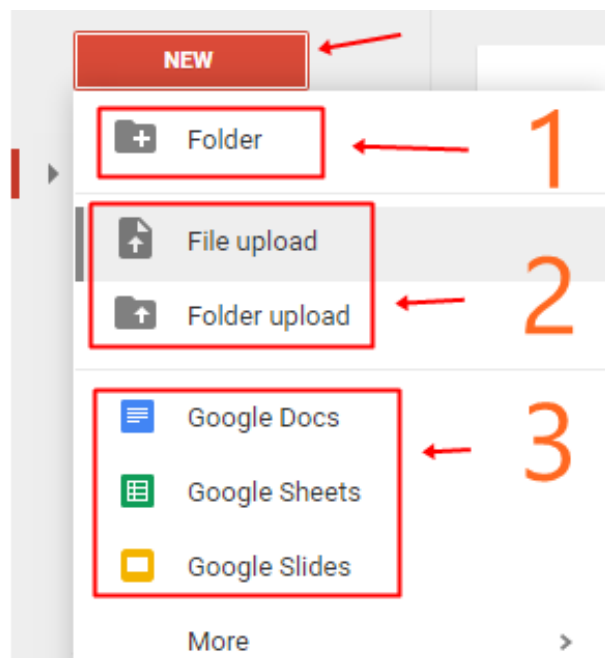 NEW
Folder
1
File upload
2
Folder upload
Google Docs
3
Google Sheets
Google Slides
More